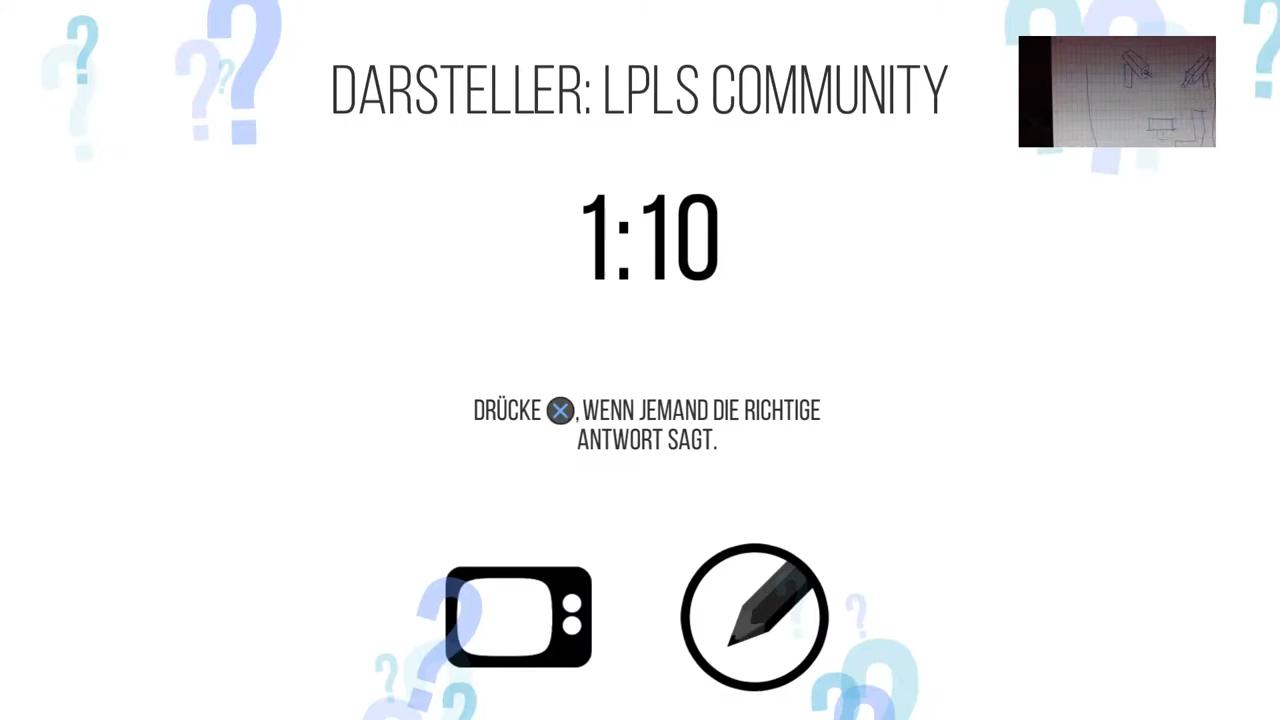 DARSTELLER: LPLS COMMUNITY
1:10
DRÜCKE ⓧ, WENN JEMAND DIE RICHTIGE
ANTWORT SAGT.